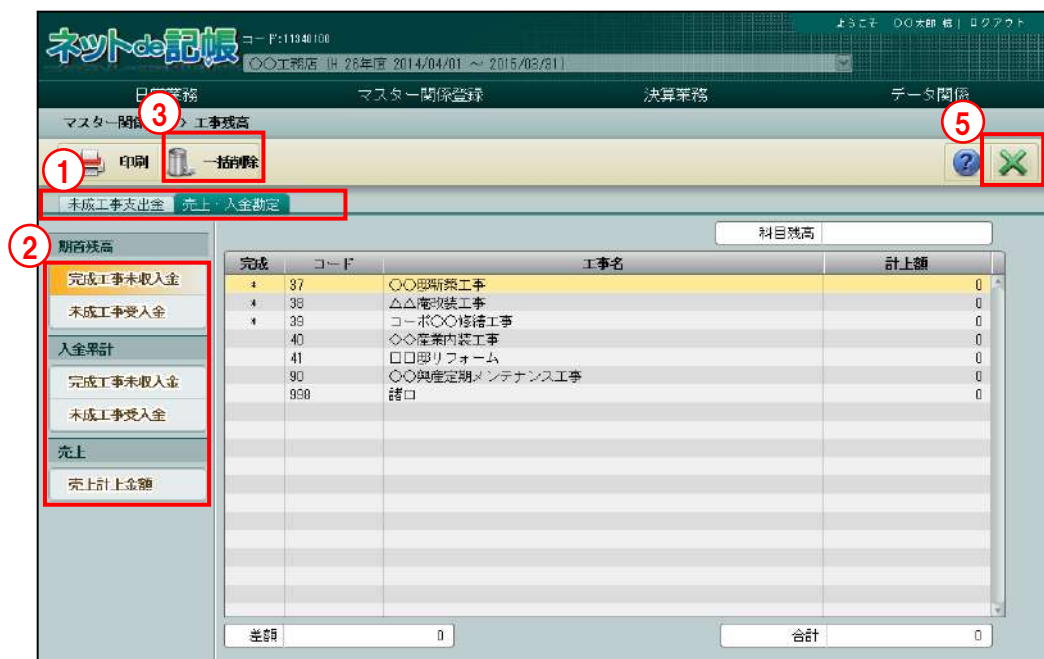 ようこそ ○○太郎 様 | ログアウト
ネットde記帳 コード:11340100
○○工務店 [H 26年度 2014/04/01 ～ 2015/03/31]
日常業務 マスター関係登録 決算業務 データ関係
マスター関係 > 工事残高
③ ⑤
① 印刷 一括削除 ?
未成工事支出金 売上・入金勘定
② 期首残高 科目残高
完成工事未収入金
未成工事受入金
入金累計
完成工事未収入金
未成工事受入金
売上
売上計上金額
完成 コード 工事名 計上額
* 37 ○○邸新築工事 0
* 38 △△庵改装工事 0
* 39 コーポ○○修繕工事 0
40 ◇◇産業内装工事 0
41 □□邸リフォーム 0
90 ○○興産定期メンテナンス工事 0
998 諸口 0
差額 0 合計 0